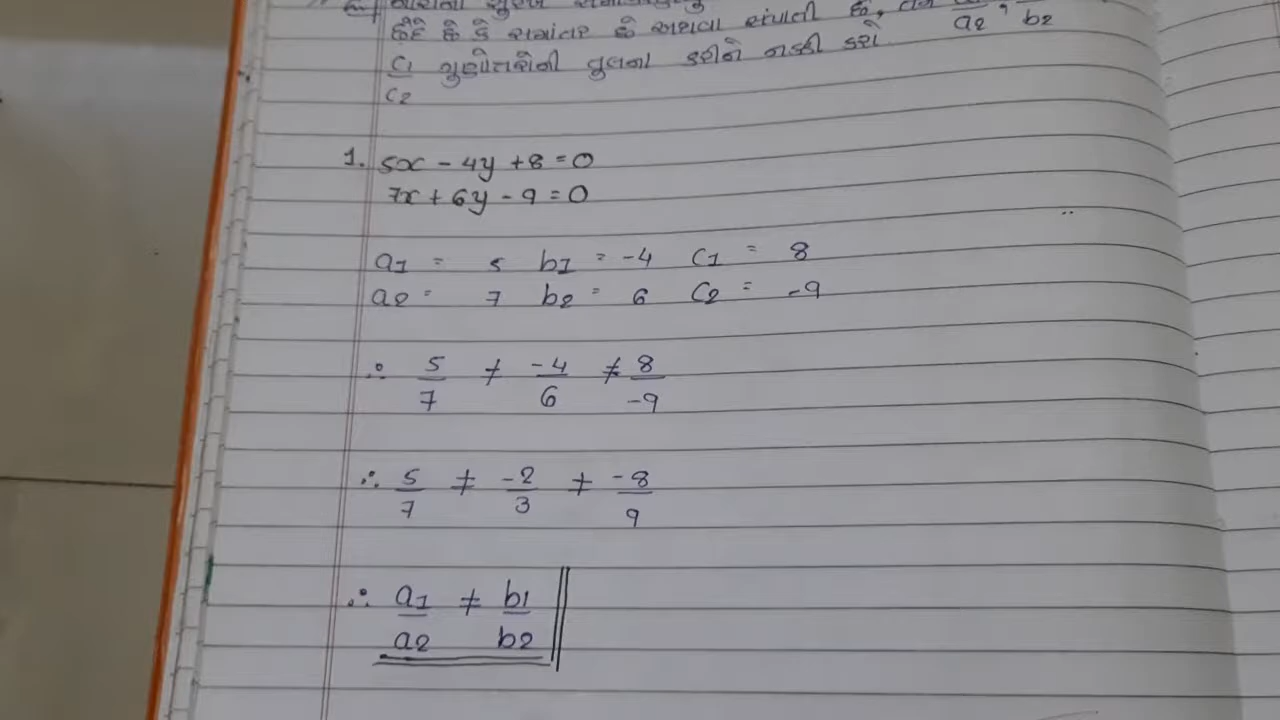 છેદે છે કે સમાંતર છે અથવા સંપાતી છે, તે a2 , b2
c1 ગુણોત્તરોની તુલના કરીને નક્કી કરો
c2
1. 5x - 4y + 8 = 0
7x + 6y - 9 = 0
a1 = 5 b1 = -4 c1 = 8
a2 = 7 b2 = 6 c2 = -9
∴ 5/7 ≠ -4/6 ≠ 8/-9
∴ 5/7 ≠ -2/3 ≠ -8/9
∴ a1/a2 ≠ b1/b2